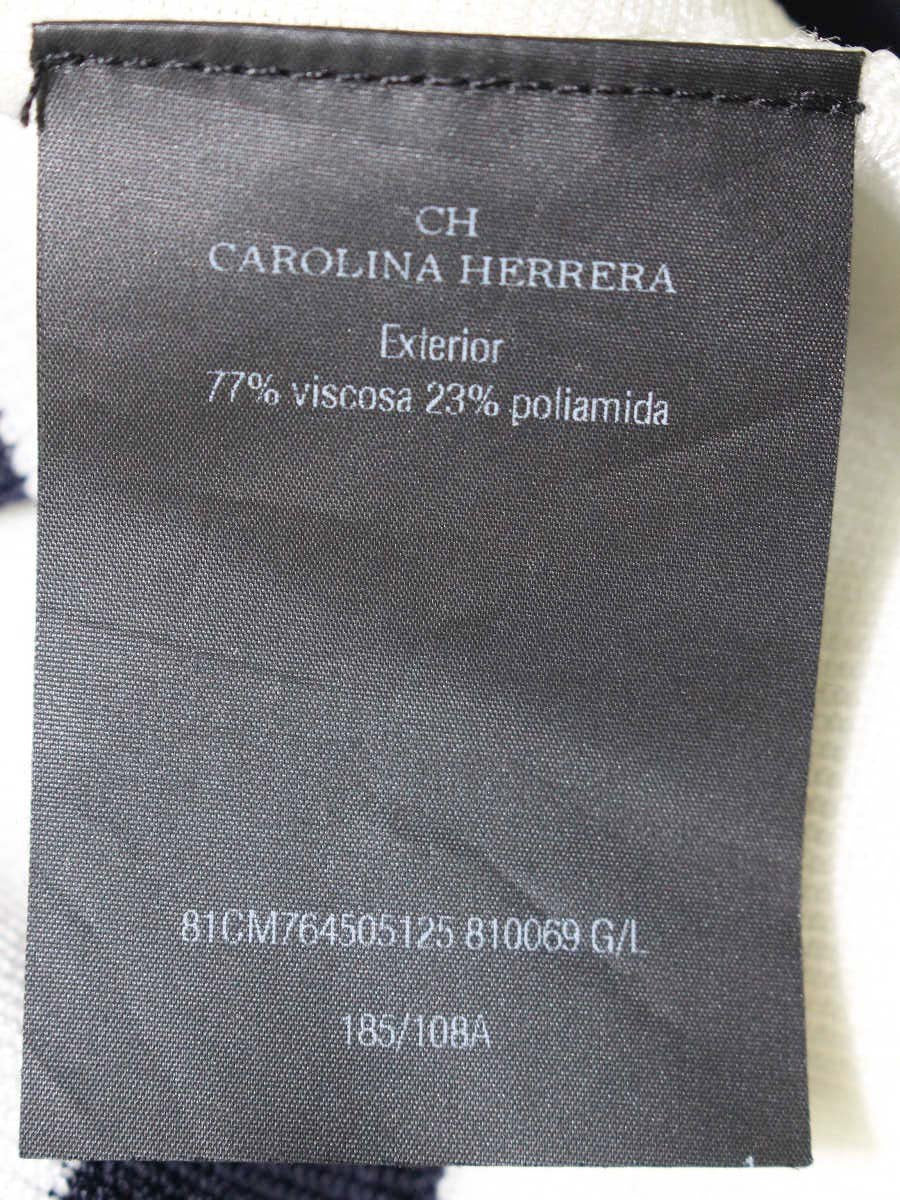 CH
CAROLINA HERRERA
Exterior
77% viscosa 23% poliamida
81CM764505125 810069 G/L
185/108A